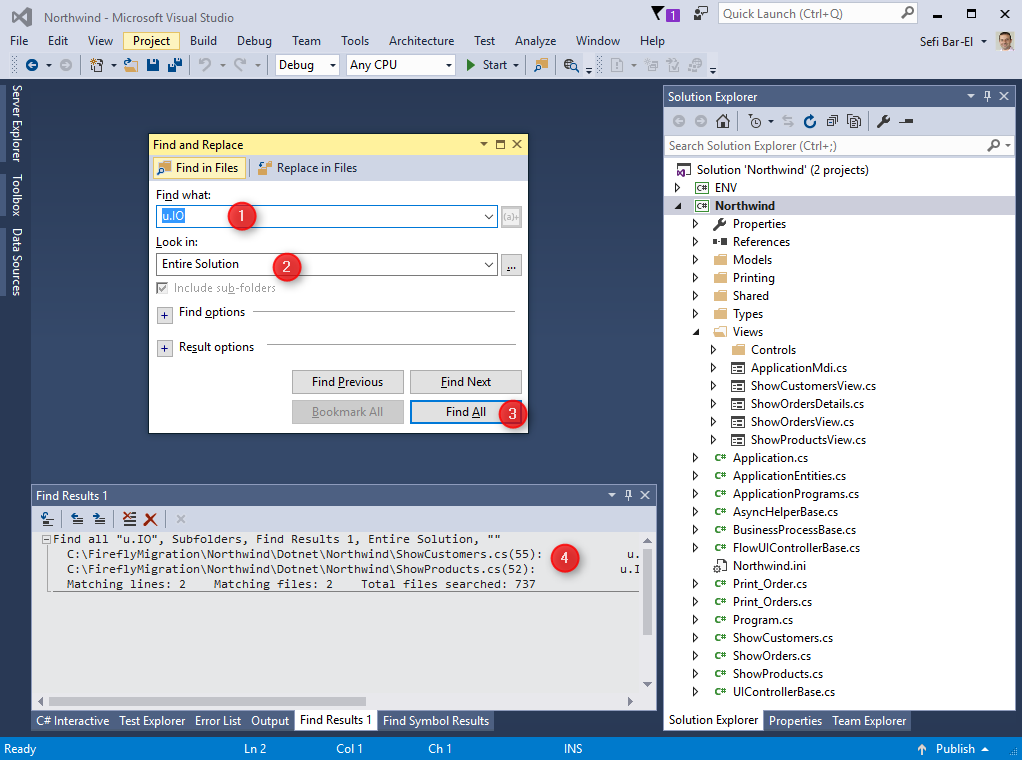 Northwind - Microsoft Visual Studio
1
Quick Launch (Ctrl+Q)
File Edit View Project Build Debug Team Tools Architecture Test Analyze Window Help
Sefi Bar-El
Debug Any CPU Start
Server Explorer
Toolbox
Data Sources
Find and Replace
Find in Files Replace in Files
Find what:
u.IO
(a)+
1
Look in:
Entire Solution
...
2
Include sub-folders
Find options
Result options
Find Previous Find Next
Bookmark All Find All
3
Find Results 1
Find all "u.IO", Subfolders, Find Results 1, Entire Solution, ""
C:\FireflyMigration\Northwind\Dotnet\Northwind\ShowCustomers.cs(55): u.
C:\FireflyMigration\Northwind\Dotnet\Northwind\ShowProducts.cs(52): u.I
Matching lines: 2 Matching files: 2 Total files searched: 737
4
C# Interactive Test Explorer Error List Output Find Results 1 Find Symbol Results
Solution Explorer
Search Solution Explorer (Ctrl+;)
Solution 'Northwind' (2 projects)
C# ENV
C# Northwind
Properties
References
Models
Printing
Shared
Types
Views
Controls
ApplicationMdi.cs
ShowCustomersView.cs
ShowOrdersDetails.cs
ShowOrdersView.cs
ShowProductsView.cs
C# Application.cs
C# ApplicationEntities.cs
C# ApplicationPrograms.cs
C# AsyncHelperBase.cs
C# BusinessProcessBase.cs
C# FlowUIControllerBase.cs
Northwind.ini
C# Print_Order.cs
C# Print_Orders.cs
C# Program.cs
C# ShowCustomers.cs
C# ShowOrders.cs
C# ShowProducts.cs
C# UIControllerBase.cs
Solution Explorer Properties Team Explorer
Ready Ln 2 Col 1 Ch 1 INS Publish